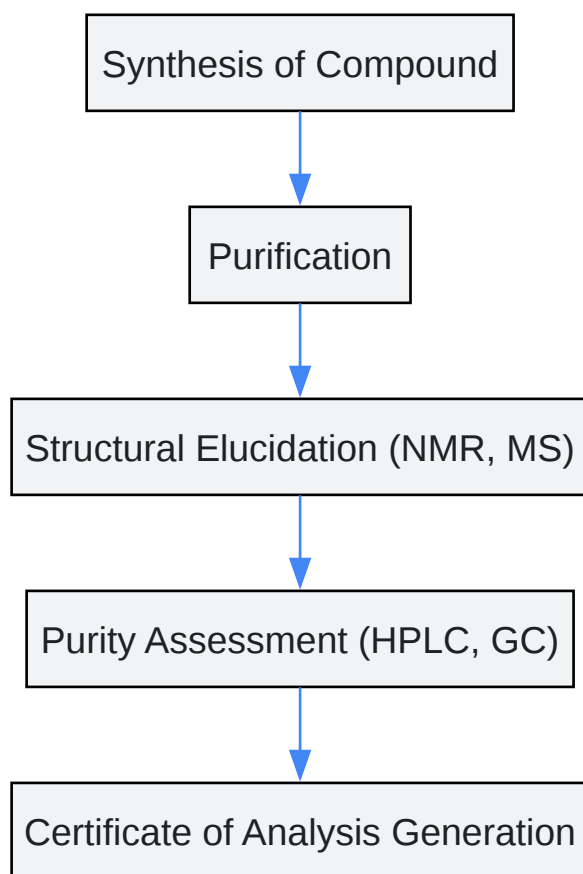 Synthesis of Compound
Purification
Structural Elucidation (NMR, MS)
Purity Assessment (HPLC, GC)
Certificate of Analysis Generation